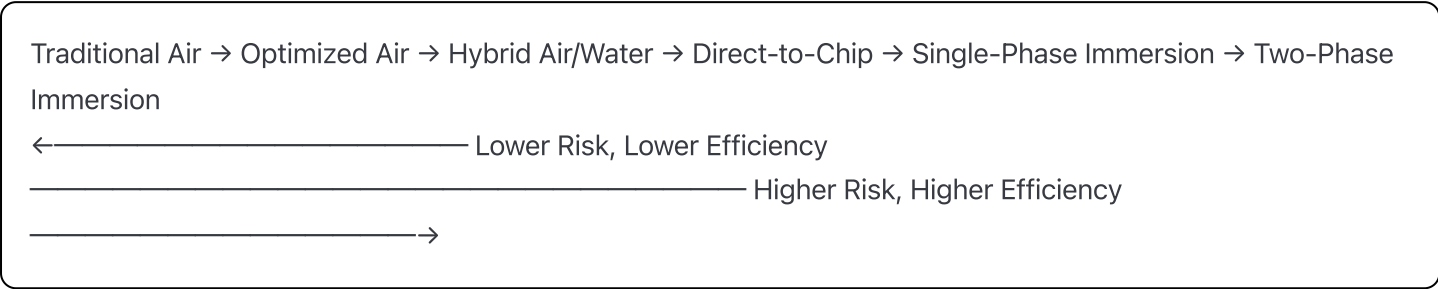 Traditional Air → Optimized Air → Hybrid Air/Water → Direct-to-Chip → Single-Phase Immersion → Two-Phase
Immersion
←─────────────── Lower Risk, Lower Efficiency
────────────────────────── Higher Risk, Higher Efficiency
──────────────→